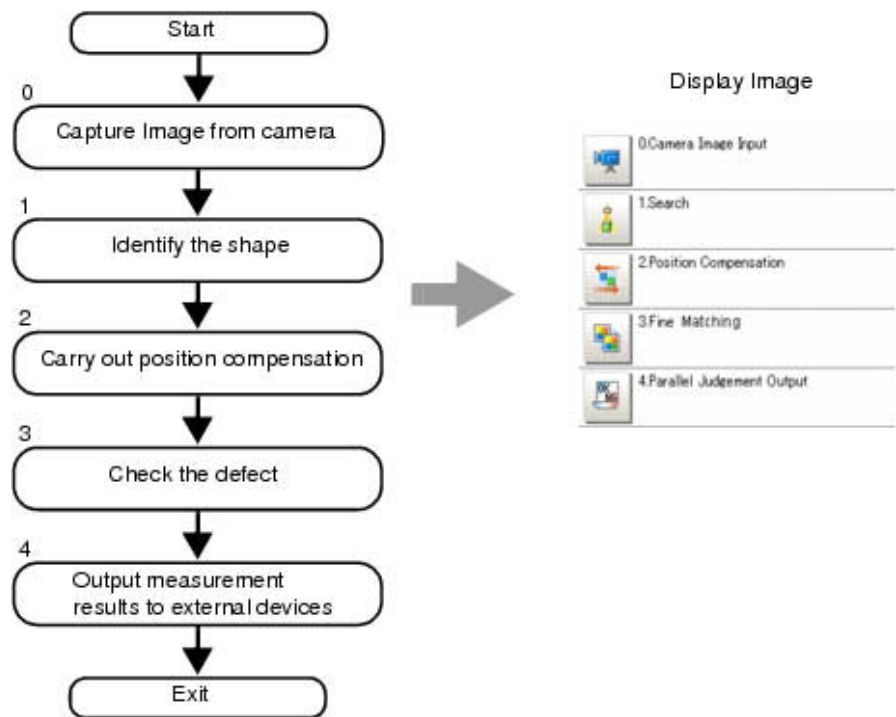 Start
0
Capture Image from camera
1
Identify the shape
2
Carry out position compensation
3
Check the defect
4
Output measurement
results to external devices
Exit
Display Image
0.Camera Image Input
1.Search
2.Position Compensation
3.Fine Matching
4.Parallel Judgement Output
OK
NG